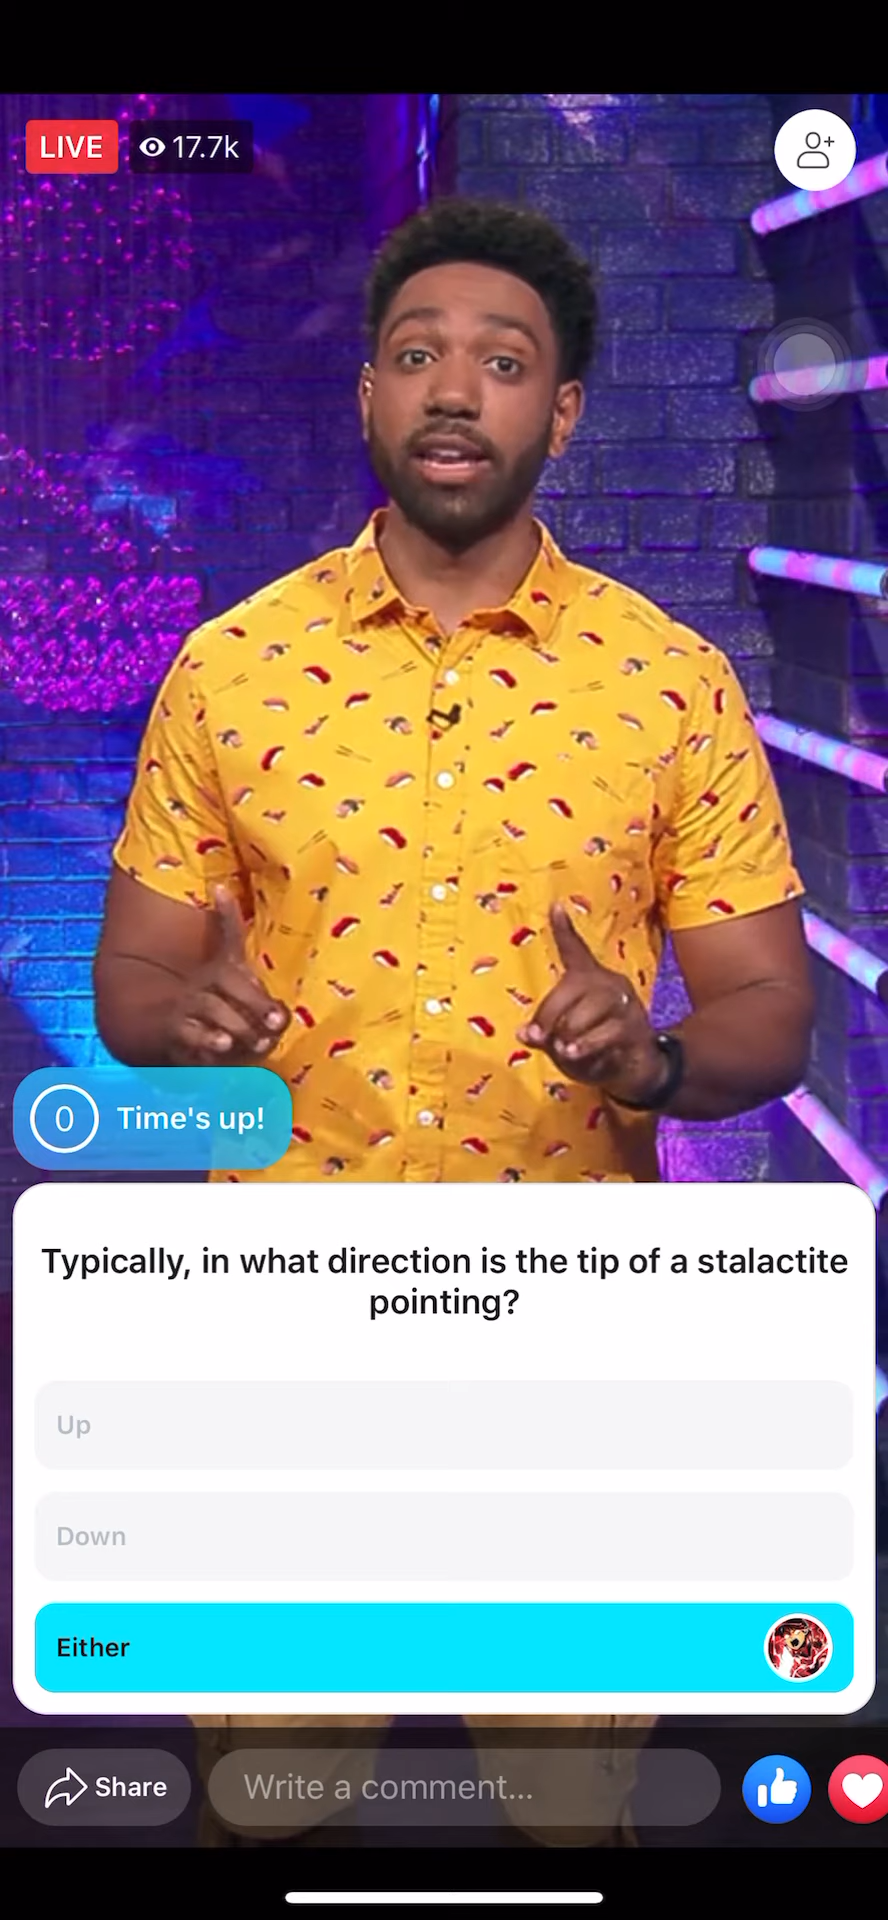 LIVE 17.7k
0 Time's up!
Typically, in what direction is the tip of a stalactite
pointing?
Up
Down
Either
Share Write a comment...